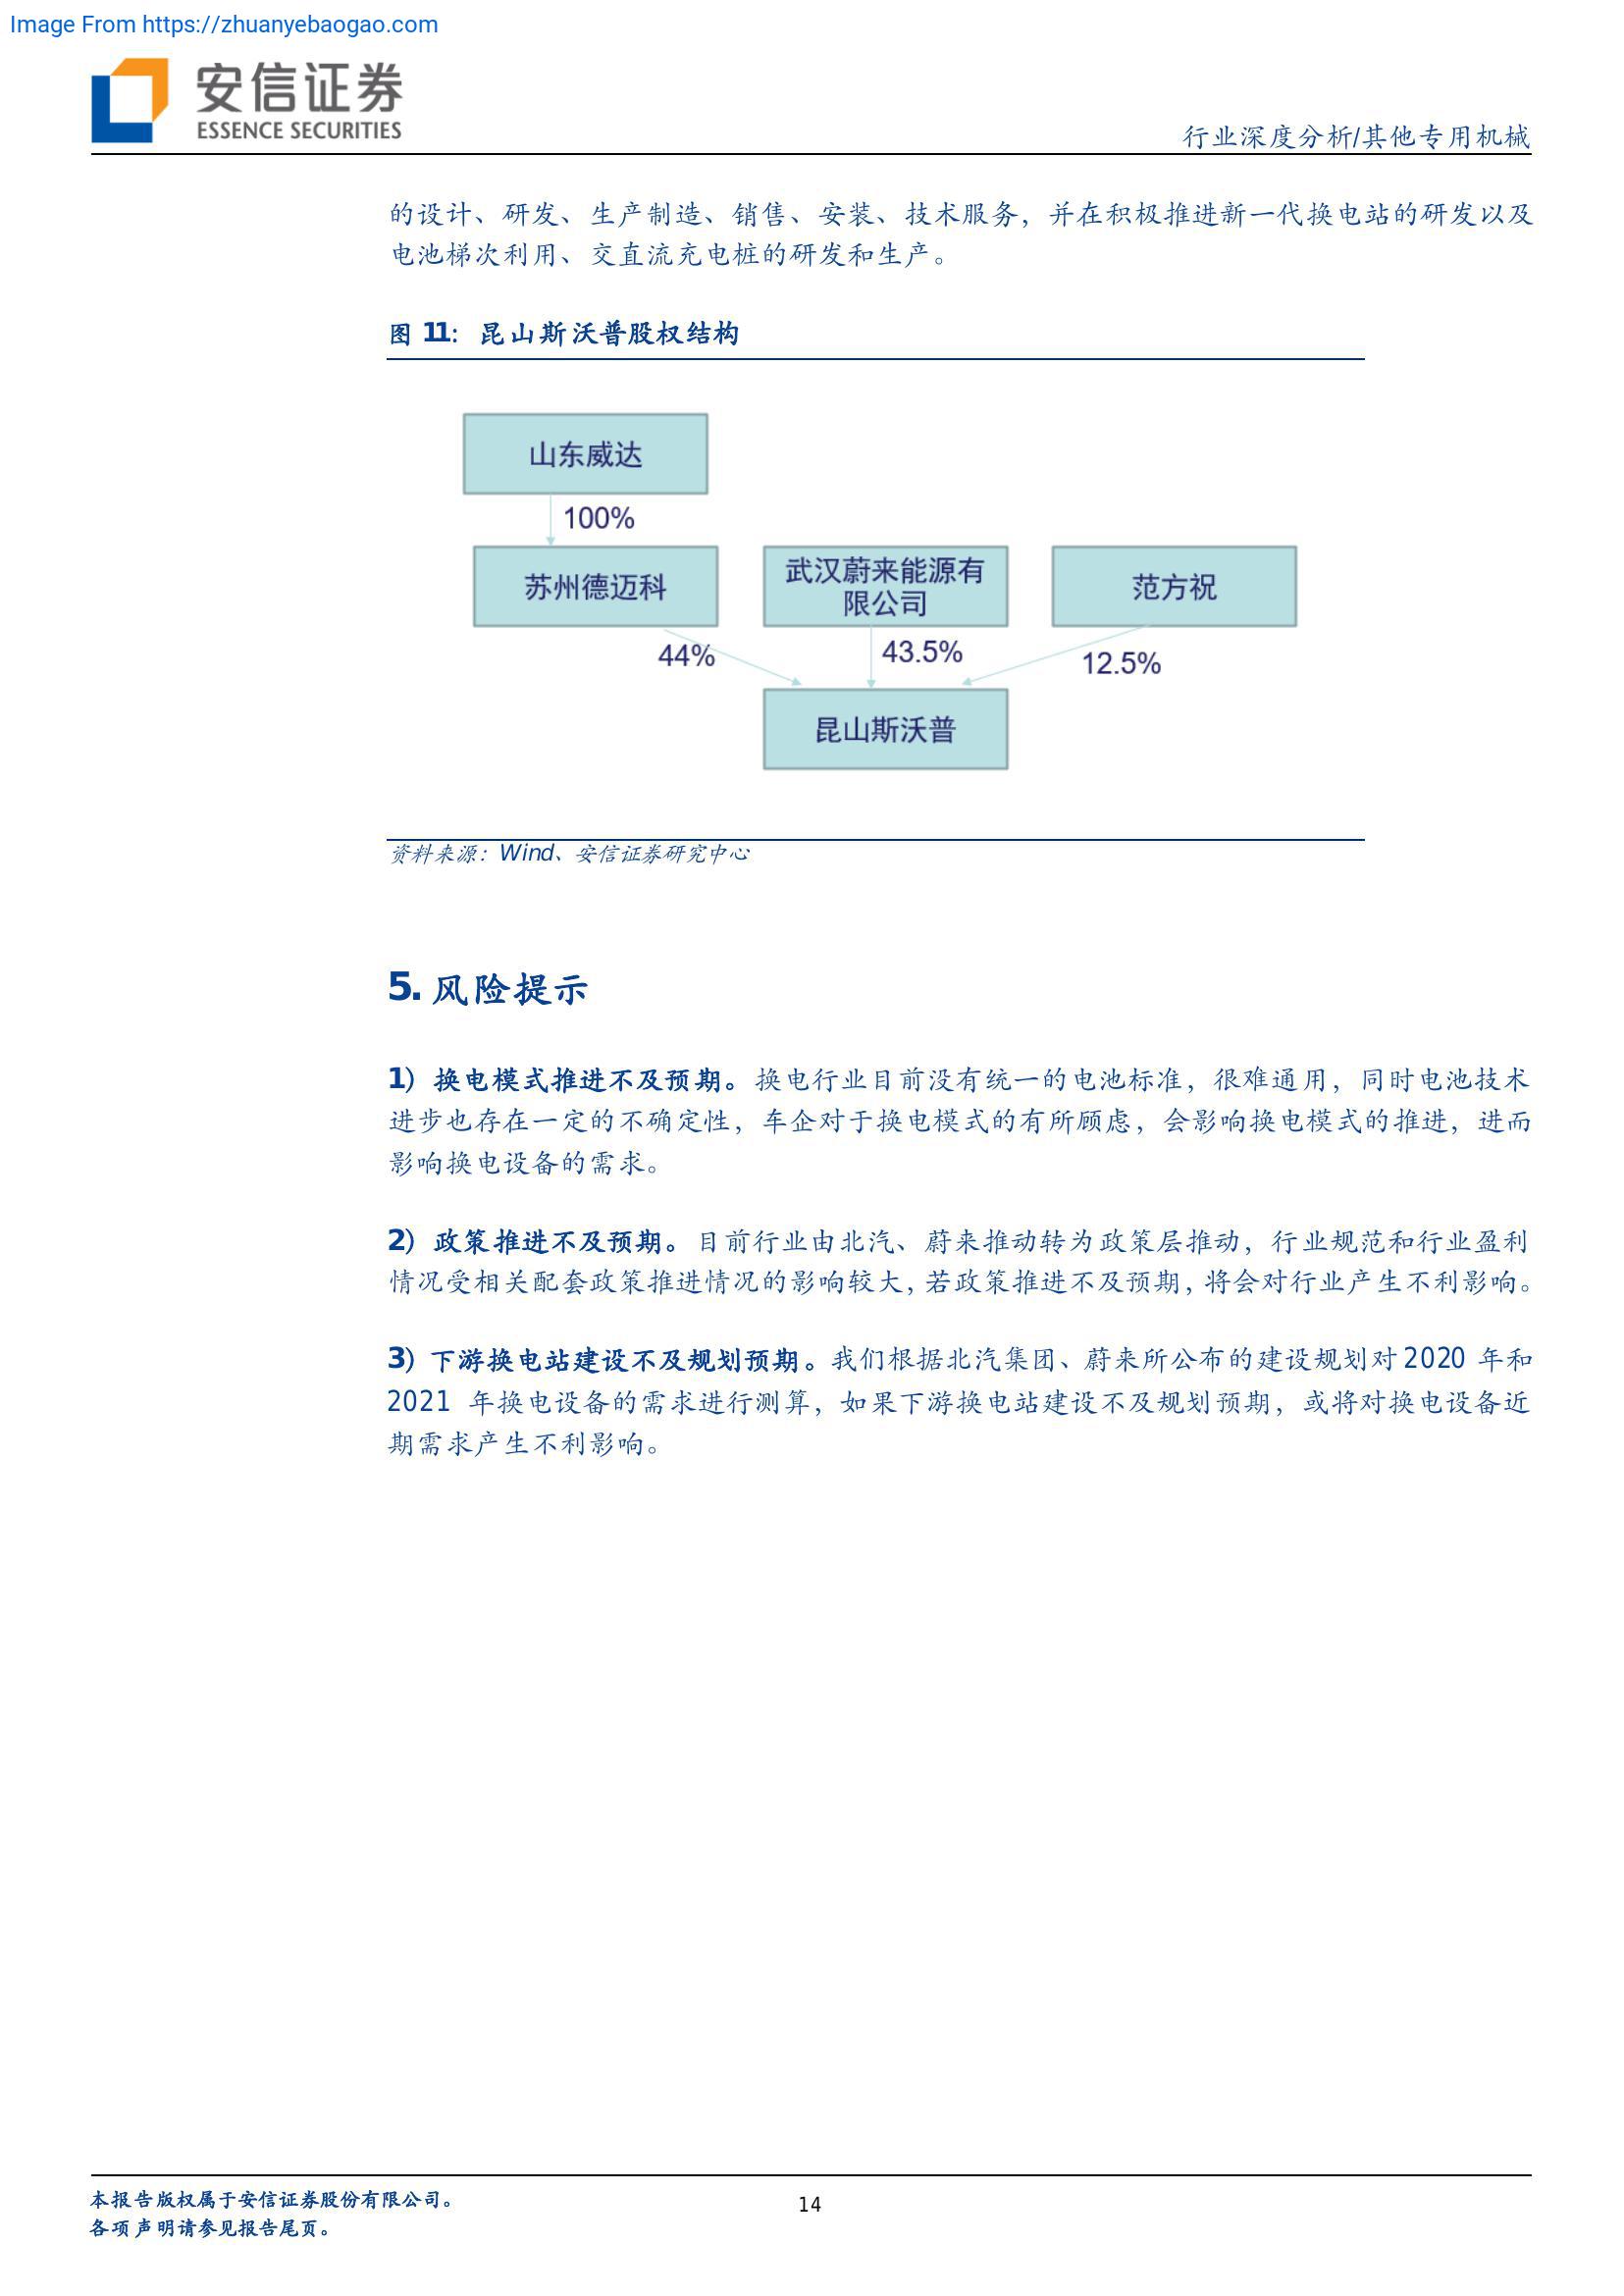 Image From https://zhuanyebaogao.com
安信证券
ESSENCE SECURITIES
行业深度分析/其他专用机械
的设计、研发、生产制造、销售、安装、技术服务，并在积极推进新一代换电站的研发以及
电池梯次利用、交直流充电桩的研发和生产。
图 11：昆山斯沃普股权结构
山东威达
100%
苏州德迈科
武汉蔚来能源有
限公司
范方祝
44%
43.5%
12.5%
昆山斯沃普
资料来源：Wind、安信证券研究中心
5. 风险提示
1）换电模式推进不及预期。换电行业目前没有统一的电池标准，很难通用，同时电池技术
进步也存在一定的不确定性，车企对于换电模式的有所顾虑，会影响换电模式的推进，进而
影响换电设备的需求。
2）政策推进不及预期。目前行业由北汽、蔚来推动转为政策层推动，行业规范和行业盈利
情况受相关配套政策推进情况的影响较大，若政策推进不及预期，将会对行业产生不利影响。
3）下游换电站建设不及规划预期。我们根据北汽集团、蔚来所公布的建设规划对 2020 年和
2021 年换电设备的需求进行测算，如果下游换电站建设不及规划预期，或将对换电设备近
期需求产生不利影响。
本报告版权属于安信证券股份有限公司。
各项声明请参见报告尾页。
14